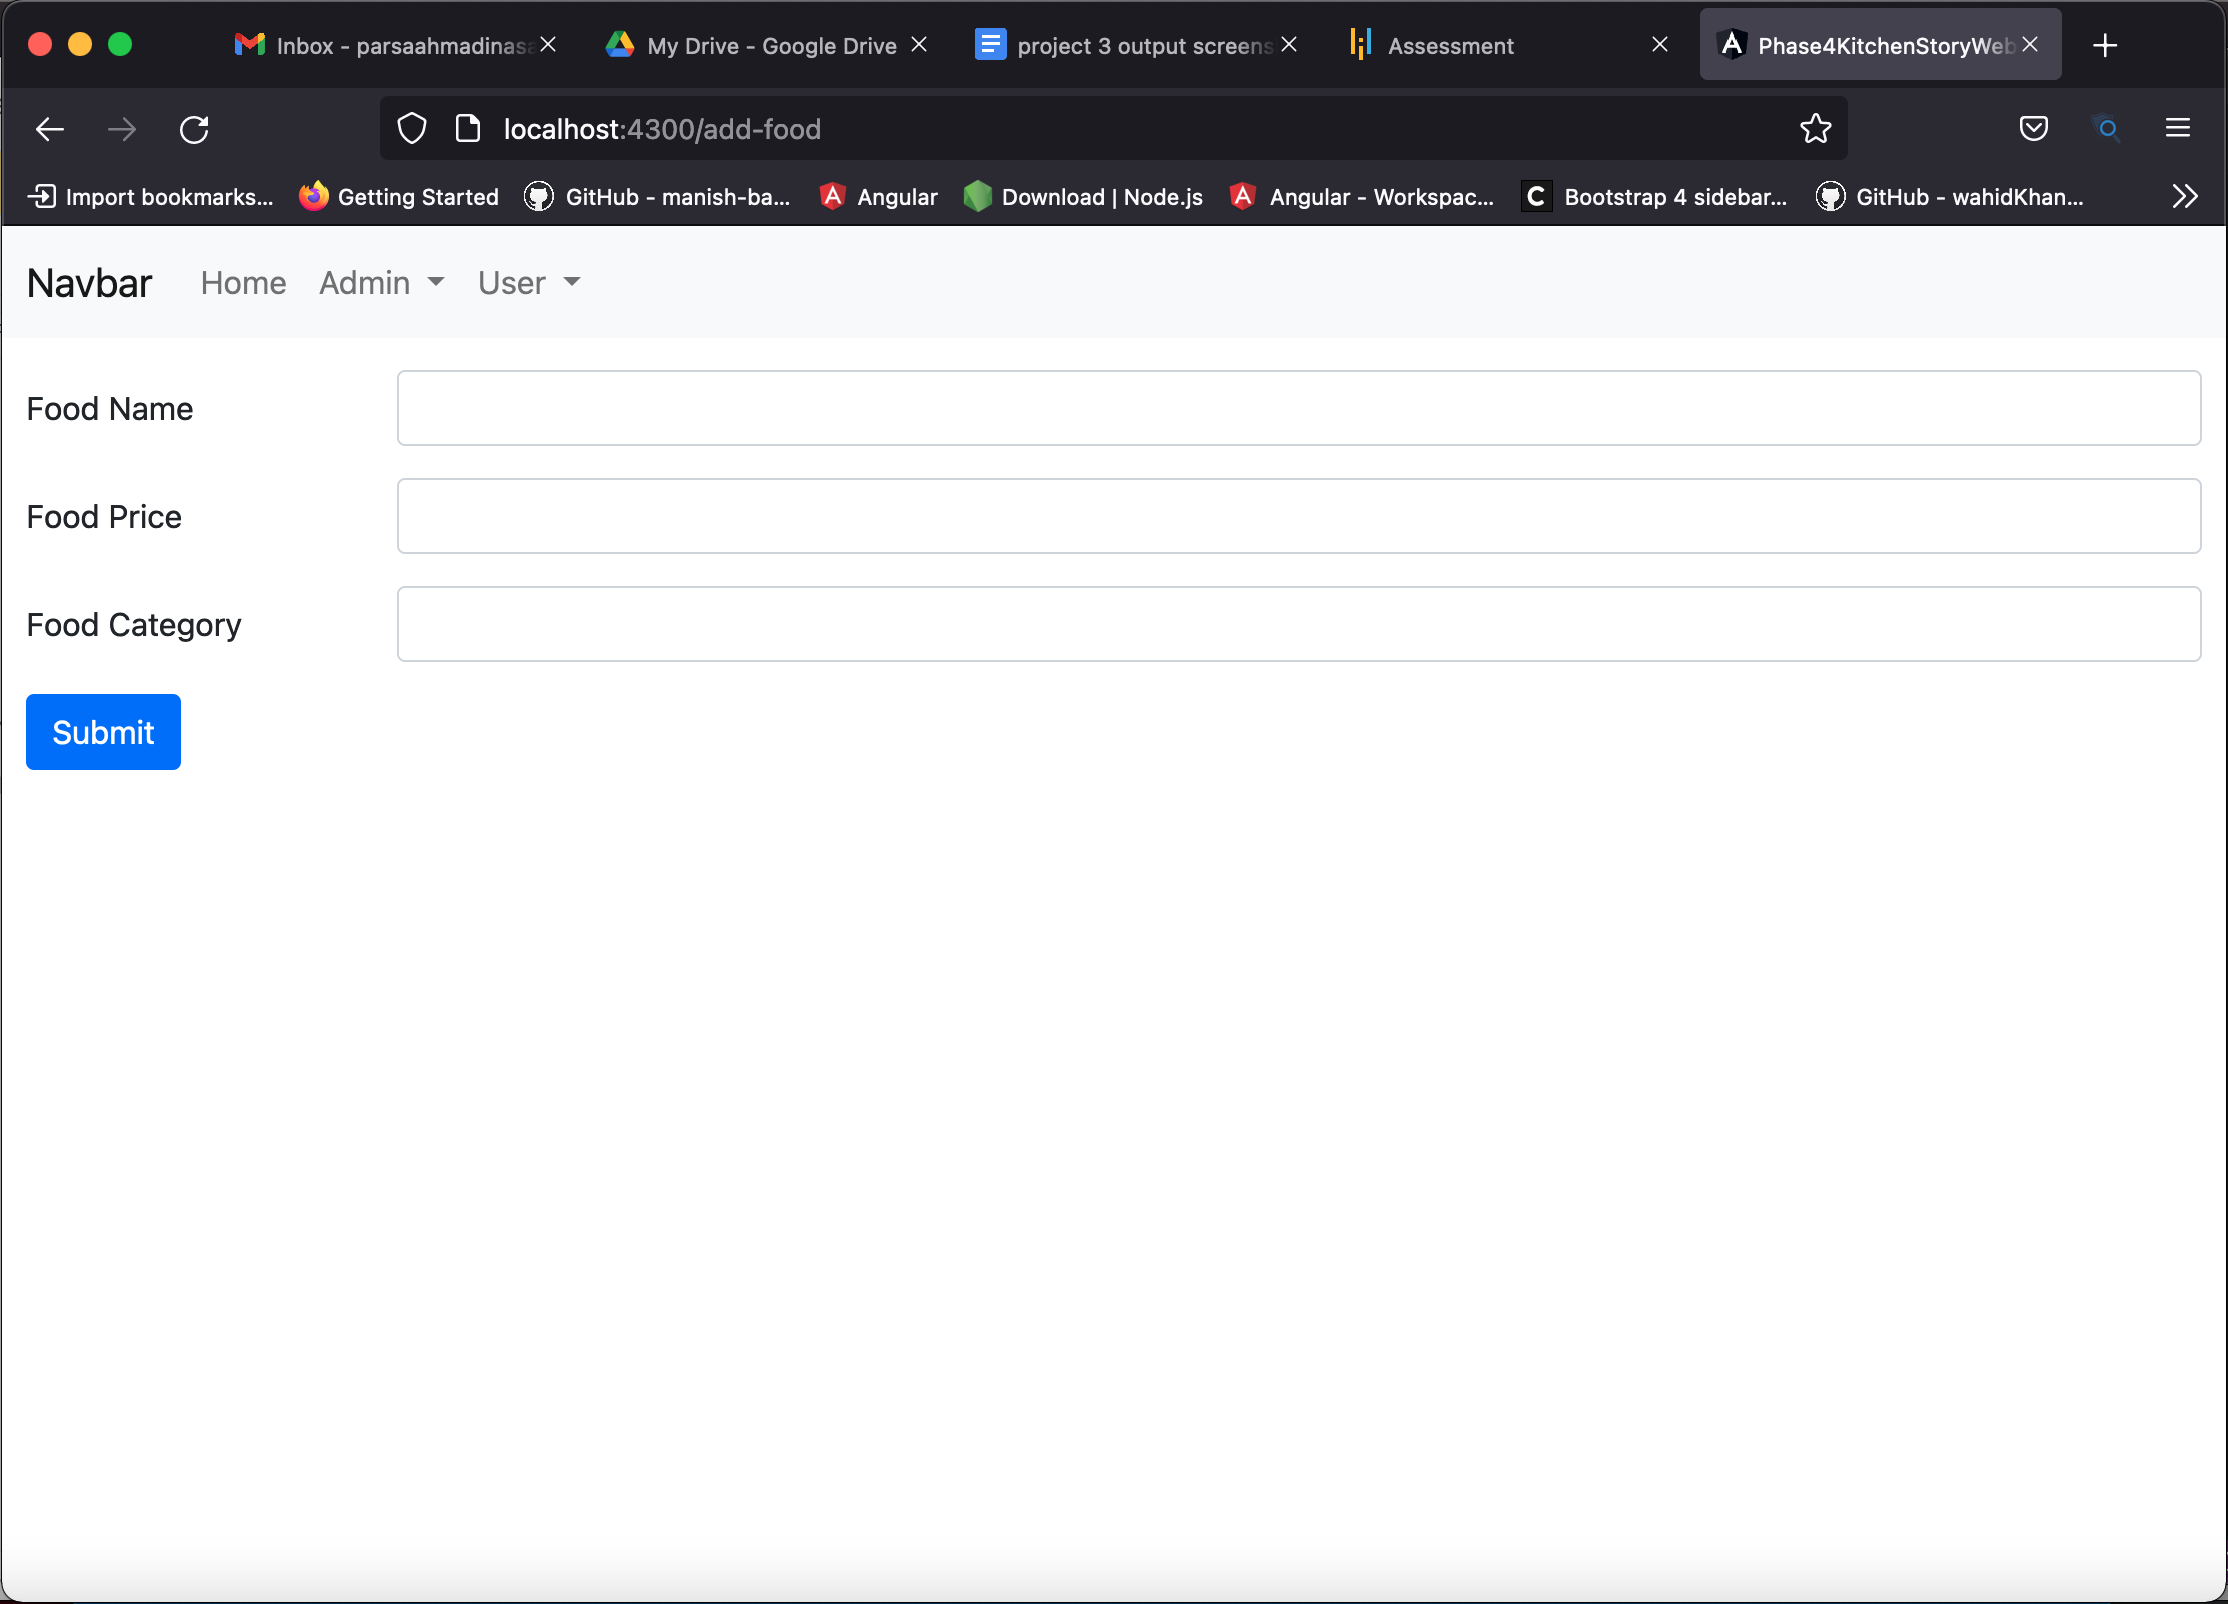 Inbox - parsaahmadinasa
My Drive - Google Drive
project 3 output screens
Assessment
Phase4KitchenStoryWeb
localhost:4300/add-food
Import bookmarks...
Getting Started
GitHub - manish-ba...
Angular
Download | Node.js
Angular - Workspac...
Bootstrap 4 sidebar...
GitHub - wahidKhan...
Navbar
Home
Admin
User
Food Name
Food Price
Food Category
Submit